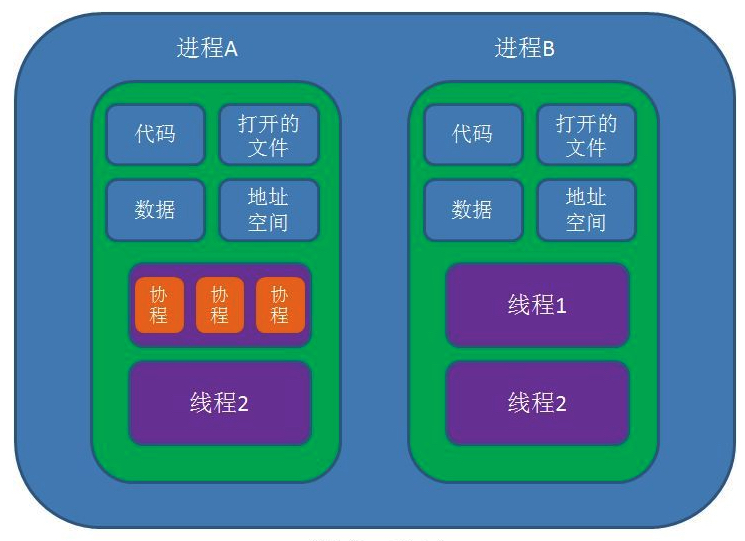 进程A
进程B
代码
打开的
文件
数据
地址
空间
协
程
协
程
协
程
线程2
代码
打开的
文件
数据
地址
空间
线程1
线程2